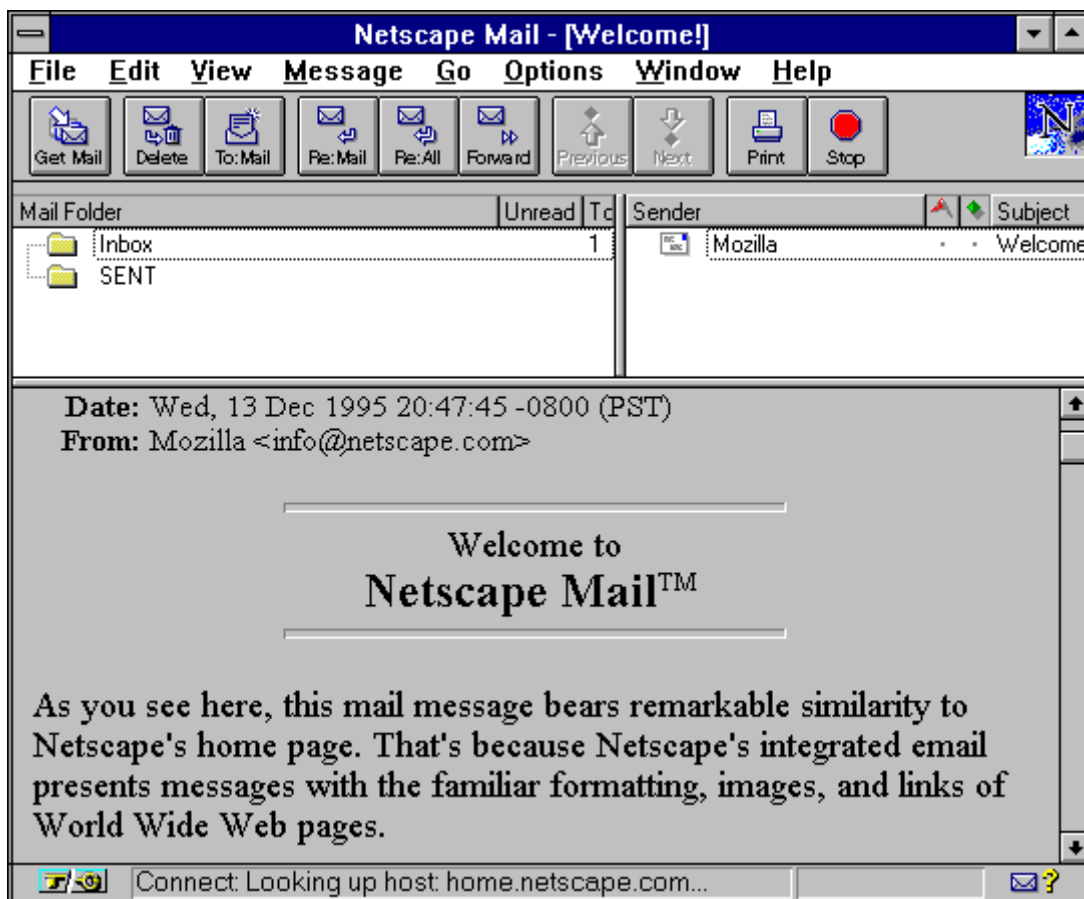 Netscape Mail - [Welcome!]
File Edit View Message Go Options Window Help
Get Mail Delete To: Mail Re: Mail Re: All Forward Previous Next Print Stop
N
Mail Folder Unread To Sender Subject
Inbox 1 Mozilla Welcome
SENT
Date: Wed, 13 Dec 1995 20:47:45 -0800 (PST)
From: Mozilla <info@netscape.com>
Welcome to
Netscape Mail™
As you see here, this mail message bears remarkable similarity to
Netscape's home page. That's because Netscape's integrated email
presents messages with the familiar formatting, images, and links of
World Wide Web pages.
Connect: Looking up host: home.netscape.com...
?